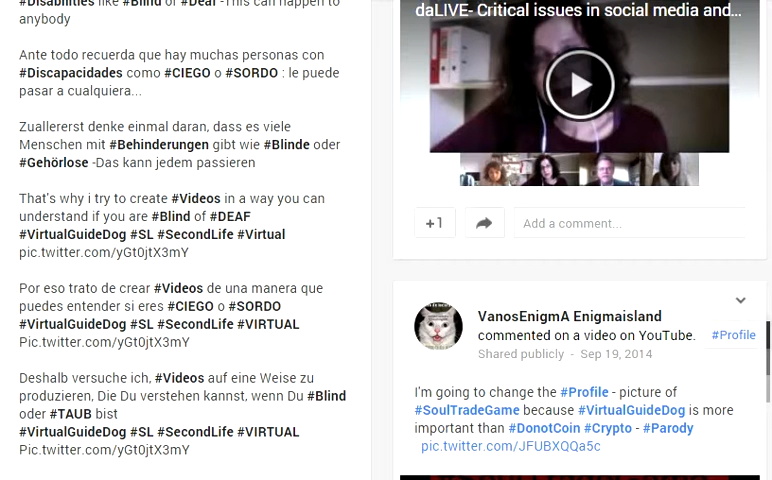 #Disabilities like #Blind or #Deaf -This can happen to
anybody
Ante todo recuerda que hay muchas personas con
#Discapacidades como #CIEGO o #SORDO : le puede
pasar a cualquiera...
Zuallererst denke einmal daran, dass es viele
Menschen mit #Behinderungen gibt wie #Blinde oder
#Gehörlose -Das kann jedem passieren
That's why i try to create #Videos in a way you can
understand if you are #Blind of #DEAF
#VirtualGuideDog #SL #SecondLife #Virtual
pic.twitter.com/yGt0jtX3mY
Por eso trato de crear #Videos de una manera que
puedes entender si eres #CIEGO o #SORDO
#VirtualGuideDog #SL #SecondLife #VIRTUAL
Pic.twitter.com/yGt0jtX3mY
Deshalb versuche ich, #Videos auf eine Weise zu
produzieren, Die Du verstehen kannst, wenn Du #Blind
oder #TAUB bist
#VirtualGuideDog #SL #SecondLife #VIRTUAL
pic.twitter.com/yGt0jtX3mY
daLIVE- Critical issues in social media and...
+1
Add a comment...
VanosEnigmA Enigmaisland
commented on a video on YouTube.
#Profile
Shared publicly - Sep 19, 2014
I'm going to change the #Profile - picture of
#SoulTradeGame because #VirtualGuideDog is more
important than #DonotCoin #Crypto - #Parody
pic.twitter.com/JFUBXQQa5c